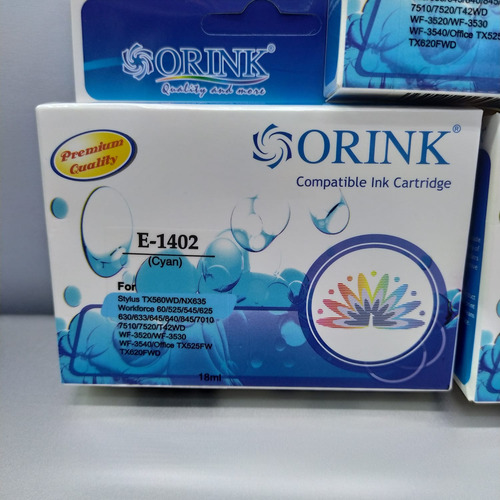 ORINK®
Quality and more
7510/7520/T42WD
WF-3520/WF-3530
WF-3540/Office TX525
TX620FWD
Premium
Quality
ORINK®
Compatible Ink Cartridge
E-1402
(Cyan)
For
Stylus TX560WD/NX635
Workforce 60/525/545/625
630/633/645/840/845/7010
7510/7520/T42WD
WF-3520/WF-3530
WF-3540/Office TX525FW
TX620FWD
16ml